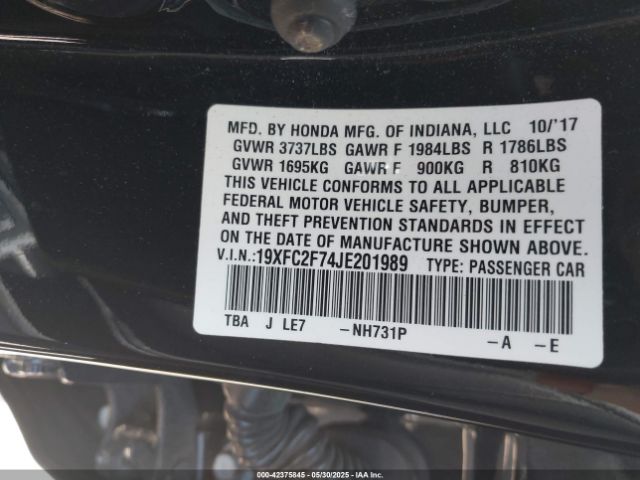 MFD. BY HONDA MFG. OF INDIANA, LLC 10/'17
GVWR 3737LBS GAWR F 1984LBS R 1786LBS
GVWR 1695KG GAWR F 900KG R 810KG
THIS VEHICLE CONFORMS TO ALL APPLICABLE
FEDERAL MOTOR VEHICLE SAFETY, BUMPER,
AND THEFT PREVENTION STANDARDS IN EFFECT
ON THE DATE OF MANUFACTURE SHOWN ABOVE.
V.I.N.:19XFC2F74JE201989 TYPE: PASSENGER CAR
TBA J LE7 -NH731P -A -E
000-42375845 - 05/30/2025 - IAA Inc.